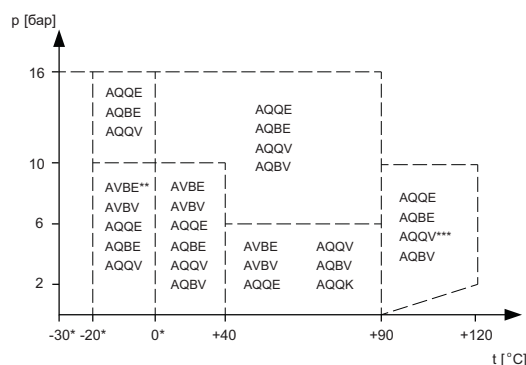 p [бар]
16
AQQE
AQBE
AQQV
AQQE
AQBE
AQQV
AQBV
10
AVBE**
AVBV
AQQE
AQBE
AQQV
AVBE
AVBV
AQQE
AQBE
AQQV
AQBV
AQQE
AQBE
AQQV***
AQBV
6
AVBE AQQV
AVBV AQBV
AQQE AQQK
2
-30* -20* 0* +40 +90 +120
t [°C]